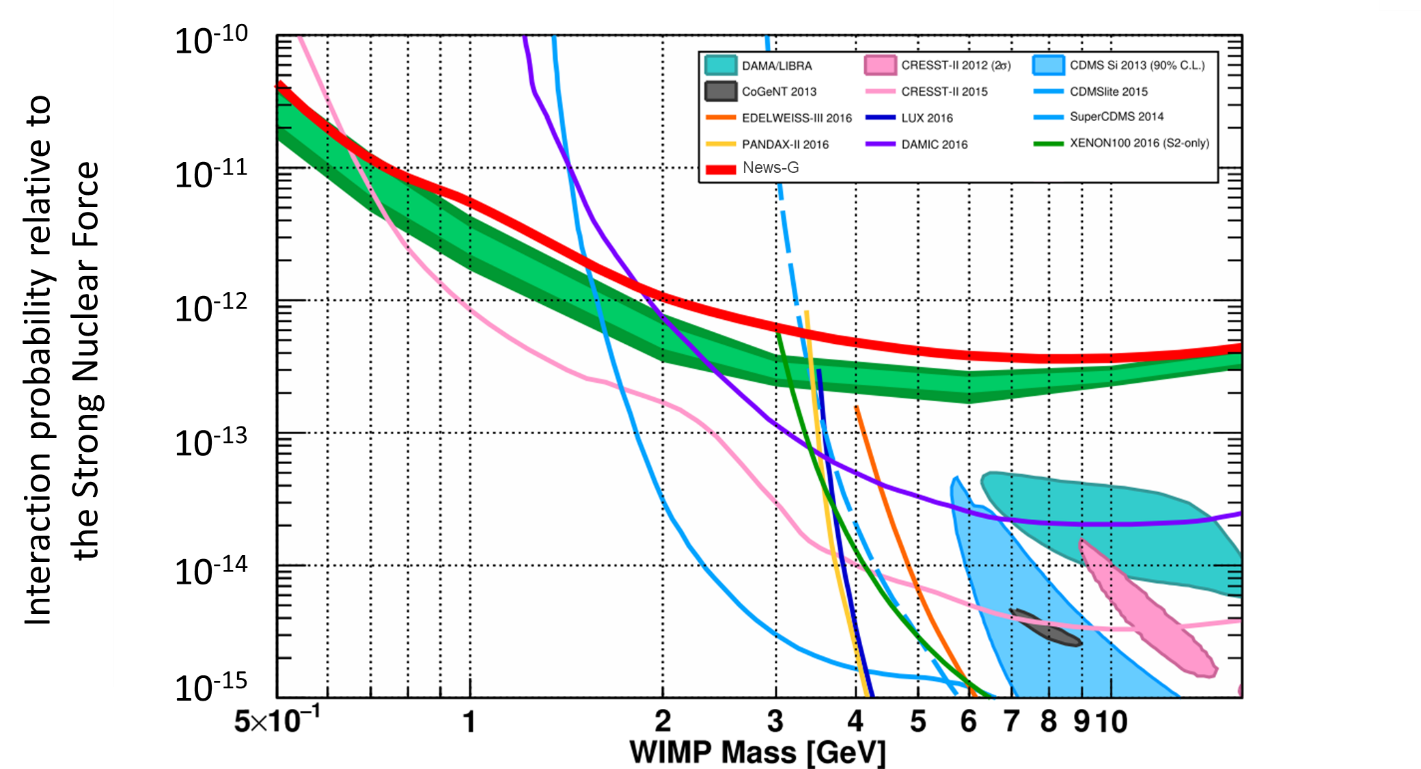 Interaction probability relative to
the Strong Nuclear Force
10⁻¹⁰
10⁻¹¹
10⁻¹²
10⁻¹³
10⁻¹⁴
10⁻¹⁵
DAMA/LIBRA
CRESST-II 2012 (2σ)
CDMS Si 2013 (90% C.L.)
CoGeNT 2013
CRESST-II 2015
CDMSlite 2015
EDELWEISS-III 2016
LUX 2016
SuperCDMS 2014
PANDAX-II 2016
DAMIC 2016
XENON100 2016 (S2-only)
News-G
5×10⁻¹ 1 2 3 4 5 6 7 8 9 10
WIMP Mass [GeV]